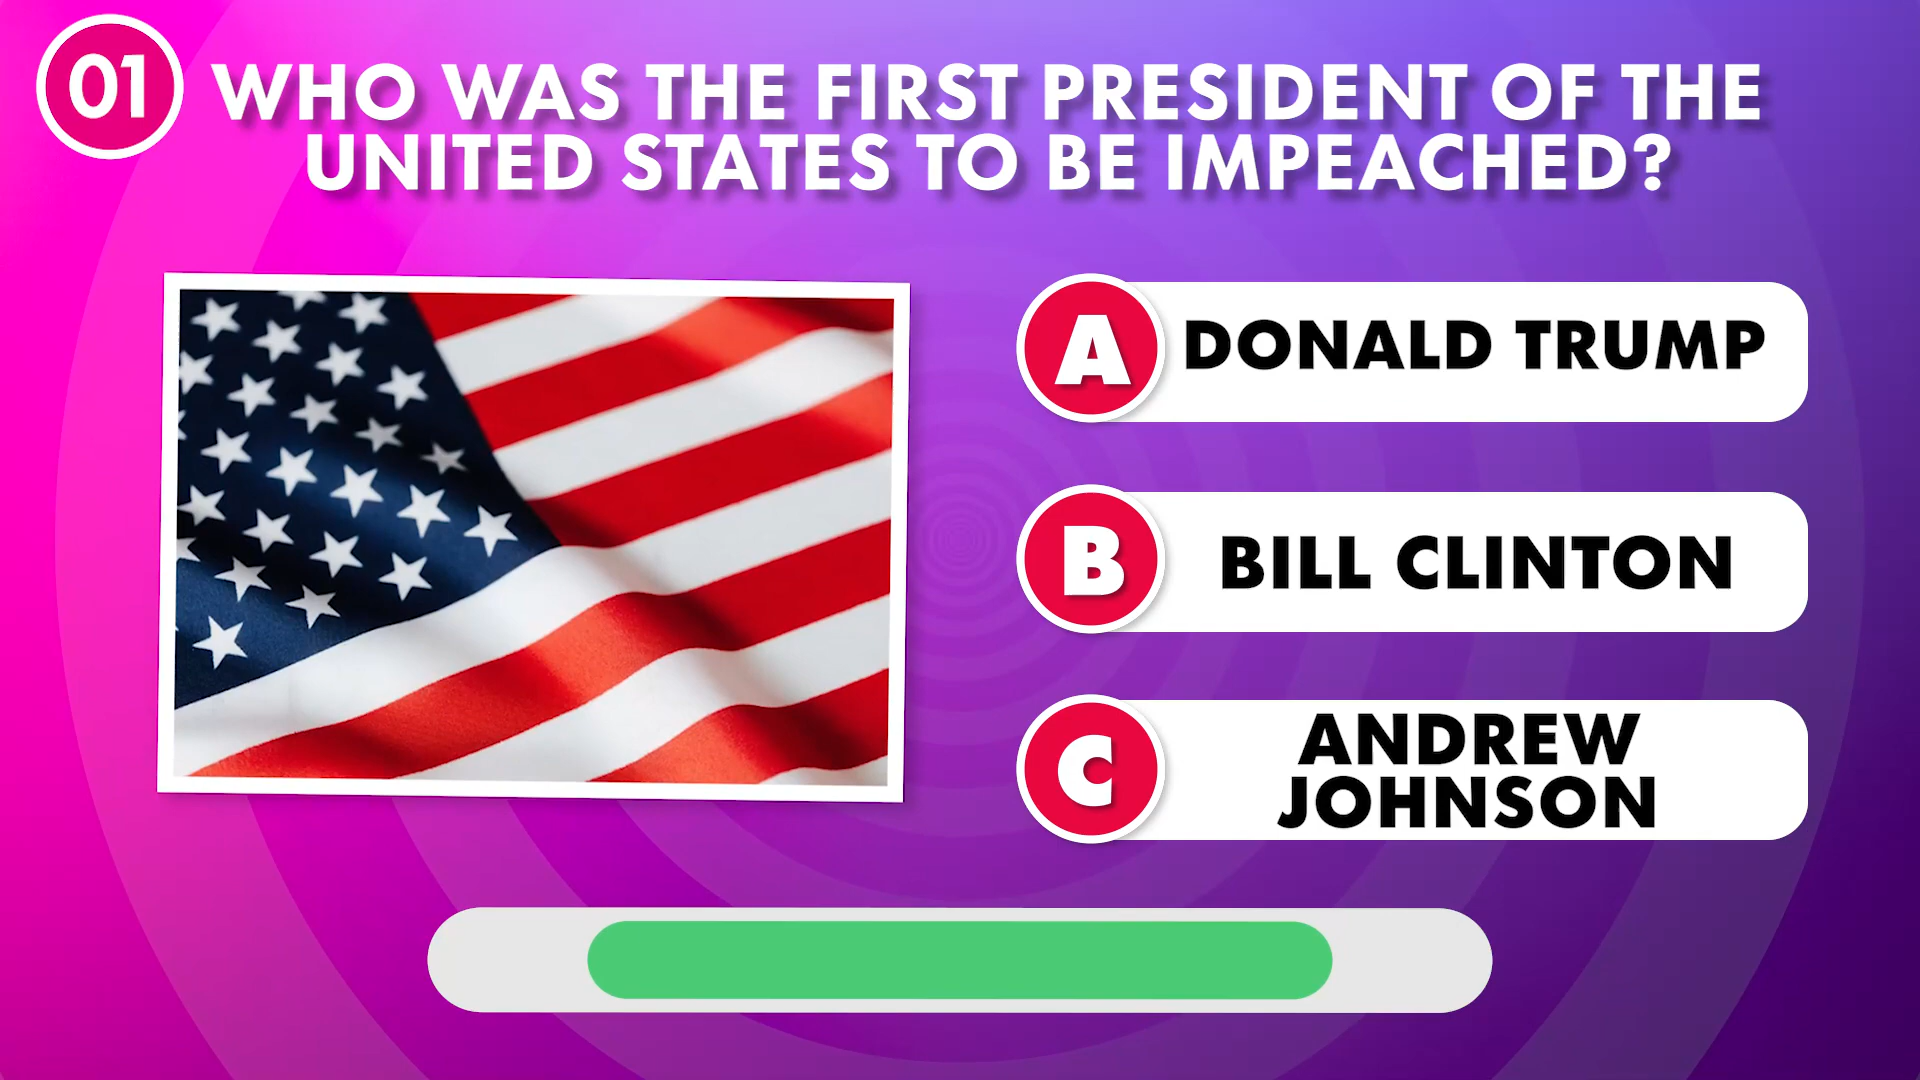 01
WHO WAS THE FIRST PRESIDENT OF THE
UNITED STATES TO BE IMPEACHED?
A DONALD TRUMP
B BILL CLINTON
C ANDREW
JOHNSON